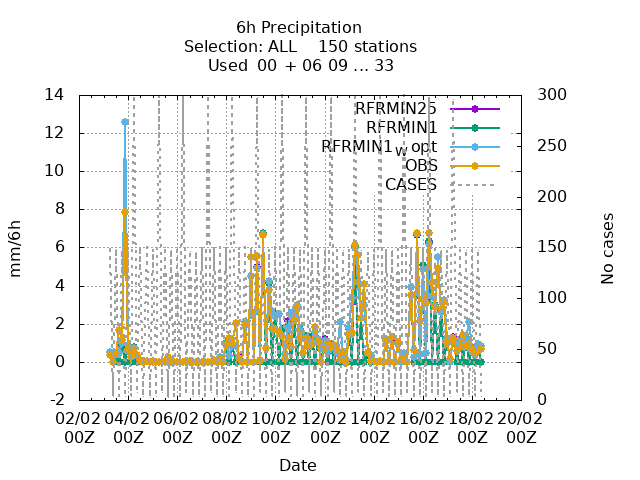 6h Precipitation
Selection: ALL    150 stations
Used  00 + 06 09 ... 33
14 300
RFRMIN25
12 RFRMIN1 250
RFRMIN1w opt
10 OBS
CASES 200
8
6 150
mm/6h No cases
4 100
2
50
0
-2 0
02/02 04/02 06/02 08/02 10/02 12/02 14/02 16/02 18/02 20/02
00Z 00Z 00Z 00Z 00Z 00Z 00Z 00Z 00Z 00Z
Date